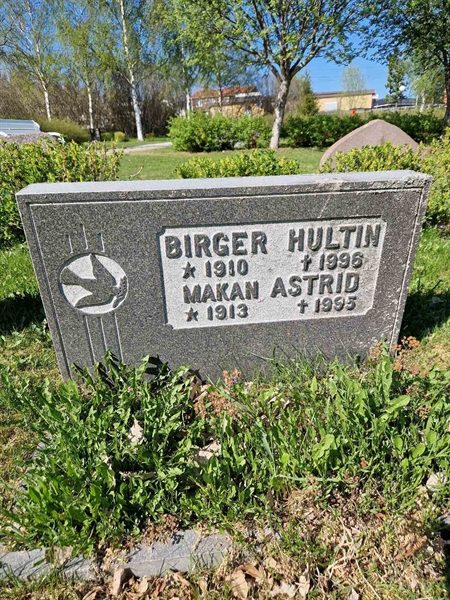 BIRGER HULTIN
* 1910 † 1996
MAKAN ASTRID
* 1913 † 1995